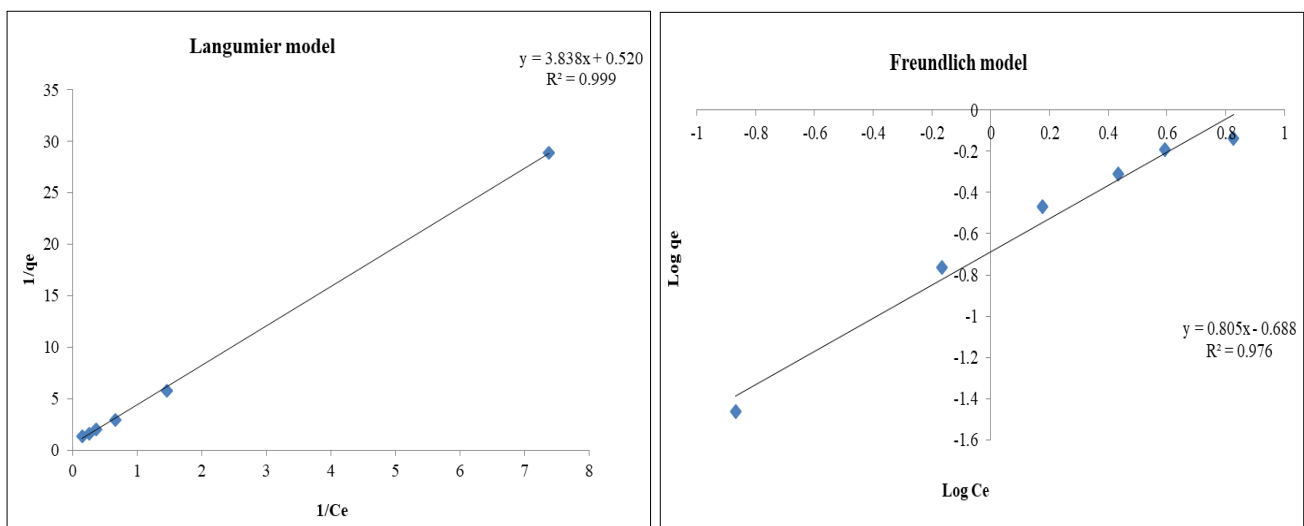 Langumier model
y = 3.838x + 0.520
R² = 0.999
35
30
25
20
15
10
5
0
0 1 2 3 4 5 6 7 8
1/qe
1/Ce
Freundlich model
0
-1 -0.8 -0.6 -0.4 -0.2 0 0.2 0.4 0.6 0.8 1
-0.2
-0.4
-0.6
-0.8
-1
-1.2
-1.4
-1.6
Log qe
y = 0.805x - 0.688
R² = 0.976
Log Ce